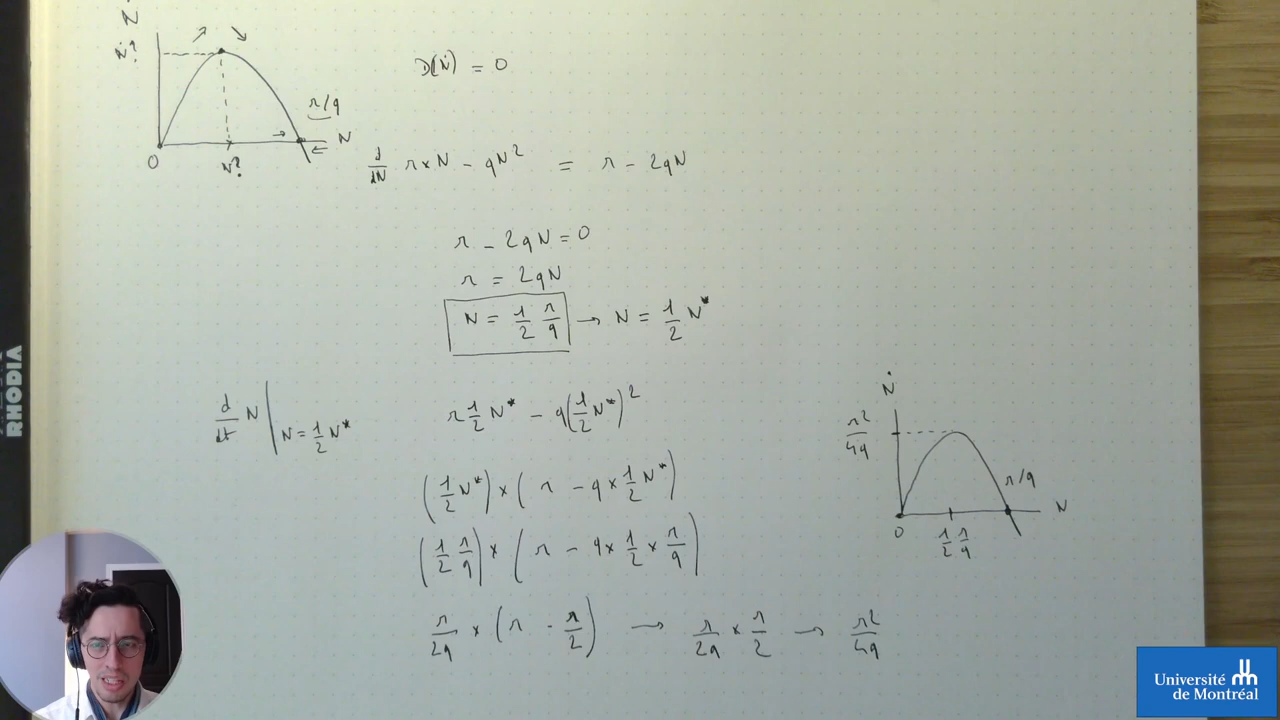 Ṅ
Ṅ?
r/q
N
0
N?
D(Ṅ) = 0
d/dN r×N - qN² = r - 2qN
r - 2qN = 0
r = 2qN
N = 1/2 r/q → N = 1/2 N*
d/dt N | N = 1/2 N*
r 1/2 N* - q(1/2 N*)²
(1/2 N*) × (r - q × 1/2 N*)
(1/2 r/q) × (r - q × 1/2 × r/q)
r/2q × (r - r/2) → r/2q × r/2 → r²/4q
Ṅ
r²/4q
r/q
N
0
1/2 r/q
RHODIA
Université
de Montréal